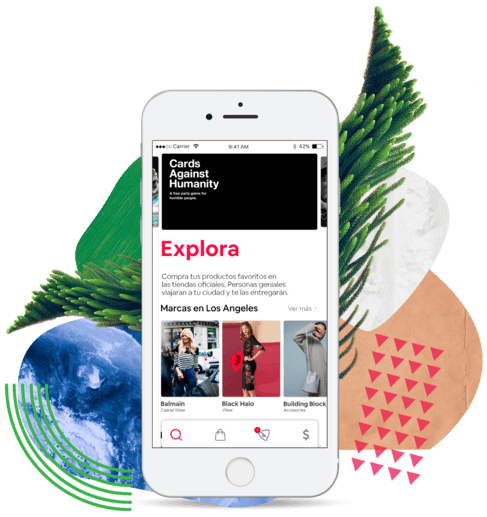 Carrier
9:41 AM
42%
Cards
Against
Humanity
A free party game for
horrible people.
Explora
Compra tus productos favoritos en
las tiendas oficiales. Personas geniales
viajaran a tu ciudad y te las entregarán.
Marcas en Los Angeles
Ver más
Balmain
Casual Wear
Black Halo
Wear
Building Block
Accesories
$